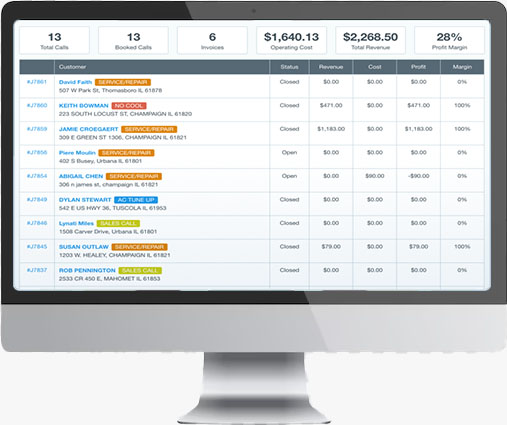 13 13 6 $1,640.13 $2,268.50 28%
Total Calls Booked Calls Invoices Operating Cost Total Revenue Profit Margin
Customer Status Revenue Cost Profit Margin
#J7861 David Faith SERVICE/REPAIR Closed $0.00 $0.00 $0.00 0%
507 W Park St, Thomasboro IL 61878
#J7860 KEITH BOWMAN NO COOL Closed $471.00 $0.00 $471.00 100%
223 SOUTH LOCUST ST, CHAMPAIGN IL 61820
#J7859 JAMIE CROEGAERT SERVICE/REPAIR Closed $1,183.00 $0.00 $1,183.00 100%
309 E GREEN ST 1306, CHAMPAIGN IL 61821
#J7856 Piere Moulin SERVICE/REPAIR Closed $0.00 $0.00 $0.00 0%
402 S Busey, Urbana IL 61801
#J7854 ABIGAIL CHEN SERVICE/REPAIR Open $0.00 $90.00 -$90.00 0%
306 n james st, champaign IL 61821
#J7849 DYLAN STEWART AC TUNE UP Closed $0.00 $0.00 $0.00 0%
542 E US HWY 36, TUSCOLA IL 61953
#J7846 Lynall Miles SALES CALL Closed $0.00 $0.00 $0.00 0%
1508 Carver Drive, Urbana IL 61801
#J7845 SUSAN OUTLAW SERVICE/REPAIR Closed $79.00 $0.00 $79.00 100%
1203 W. HEALEY, CHAMPAIGN IL 61821
#J7837 ROB PENNINGTON SALES CALL Closed $0.00 $0.00 $0.00 0%
2533 CR 450 E, MAHOMET IL 61853